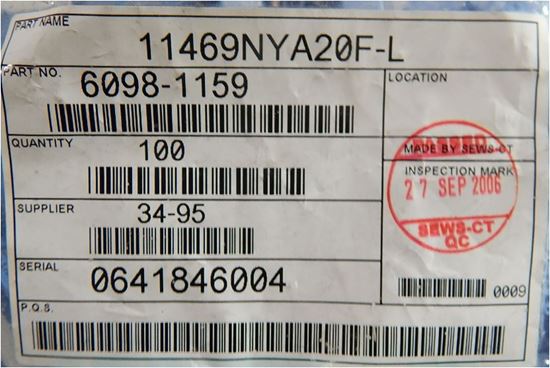 PART NAME
11469NYA20F-L
PART NO.
6098-1159
LOCATION
QUANTITY
100
PASSED
MADE BY SEWS-CT
INSPECTION MARK
27 SEP 2006
SEWS-CT
QC
SUPPLIER
34-95
SERIAL
0641846004
0009
P.O.S.